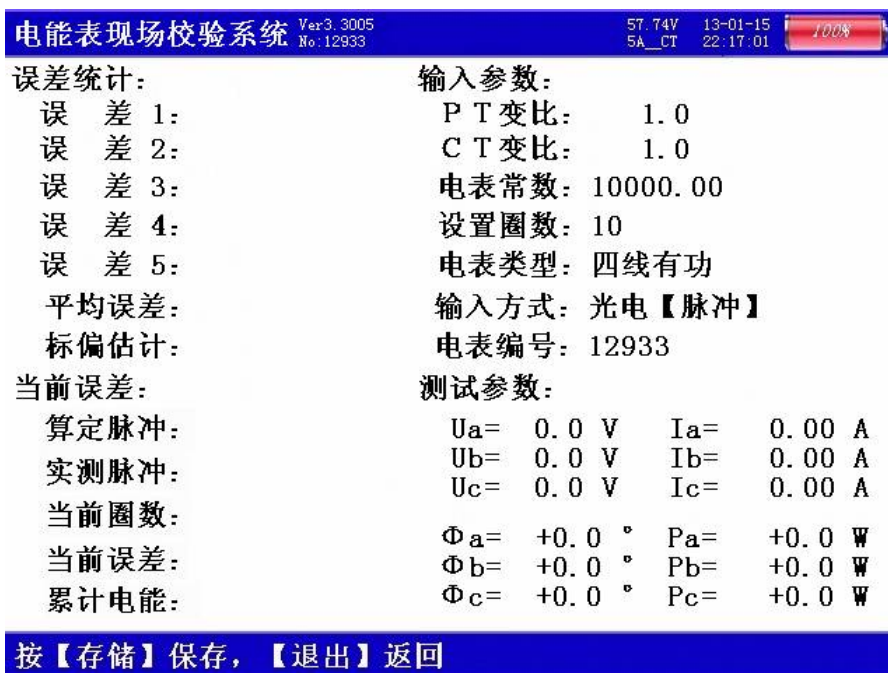 电能表现场校验系统 Ver3.3005 57.74V 13-01-15 100%
No:12933 5A__CT 22:17:01
误差统计: 输入参数:
误 差 1: PT变比: 1.0
误 差 2: CT变比: 1.0
误 差 3: 电表常数: 10000.00
误 差 4: 设置圈数: 10
误 差 5: 电表类型: 四线有功
平均误差: 输入方式: 光电【脉冲】
标偏估计: 电表编号: 12933
当前误差: 测试参数:
算定脉冲: Ua= 0.0 V Ia= 0.00 A
实测脉冲: Ub= 0.0 V Ib= 0.00 A
Uc= 0.0 V Ic= 0.00 A
当前圈数:
Φa= +0.0 ° Pa= +0.0 W
当前误差: Φb= +0.0 ° Pb= +0.0 W
累计电能: Φc= +0.0 ° Pc= +0.0 W
按【存储】保存，【退出】返回